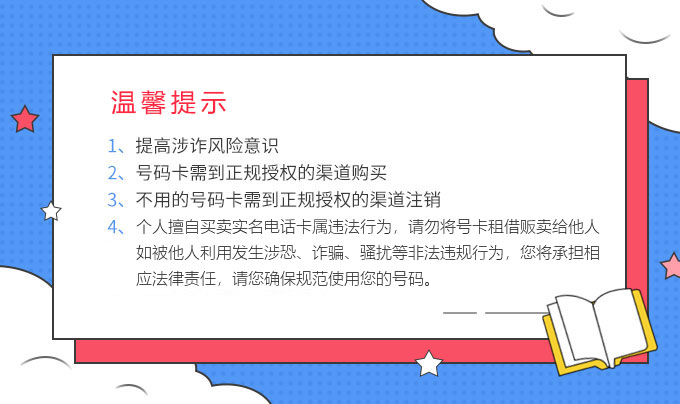 温馨提示
1、提高涉诈风险意识
2、号码卡需到正规授权的渠道购买
3、不用的号码卡需到正规授权的渠道注销
4、个人擅自买卖实名电话卡属违法行为，请勿将号卡租借贩卖给他人
如被他人利用发生涉恐、诈骗、骚扰等非法违规行为，您将承担相
应法律责任，请您确保规范使用您的号码。